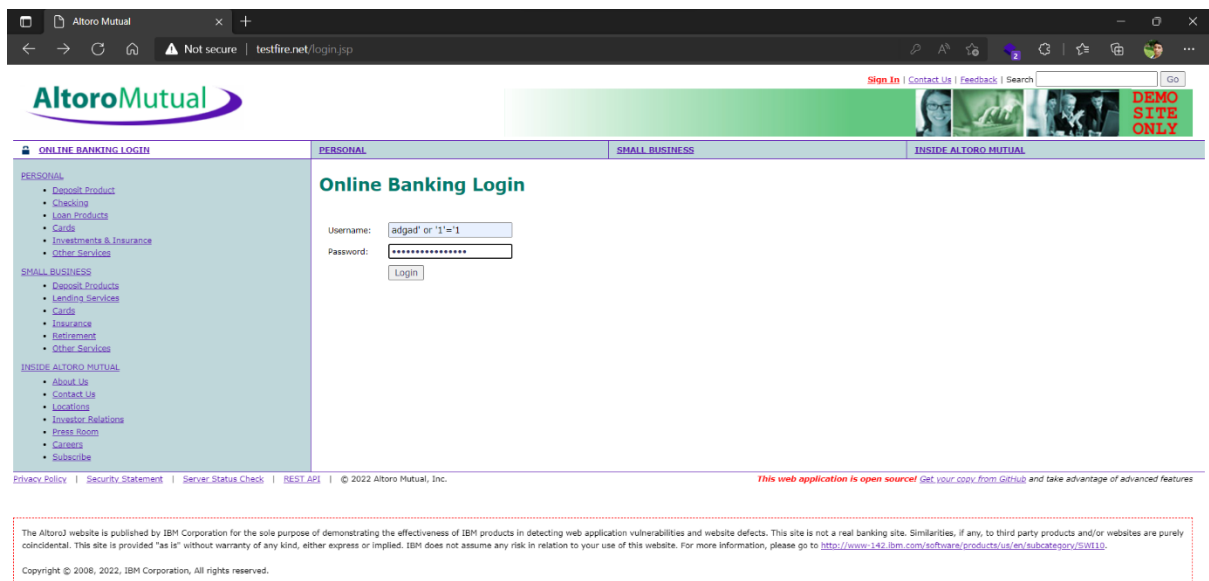 Altoro Mutual
Not secure | testfire.net/login.jsp
2
Sign In | Contact Us | Feedback | Search Go
AltoroMutual
DEMO
SITE
ONLY
ONLINE BANKING LOGIN PERSONAL SMALL BUSINESS INSIDE ALTORO MUTUAL
PERSONAL
Deposit Product
Checking
Loan Products
Cards
Investments & Insurance
Other Services
SMALL BUSINESS
Deposit Products
Lending Services
Cards
Insurance
Retirement
Other Services
INSIDE ALTORO MUTUAL
About Us
Contact Us
Locations
Investor Relations
Press Room
Careers
Subscribe
Online Banking Login
Username: adgad' or '1'='1
Password: ••••••••••••••••
Login
Privacy Policy | Security Statement | Server Status Check | REST API | © 2022 Altoro Mutual, Inc. This web application is open source! Get your copy from GitHub and take advantage of advanced features
The AltoroJ website is published by IBM Corporation for the sole purpose of demonstrating the effectiveness of IBM products in detecting web application vulnerabilities and website defects. This site is not a real banking site. Similarities, if any, to third party products and/or websites are purely
coincidental. This site is provided "as is" without warranty of any kind, either express or implied. IBM does not assume any risk in relation to your use of this website. For more information, please go to http://www-142.ibm.com/software/products/us/en/subcategory/SWI10.
Copyright © 2008, 2022, IBM Corporation, All rights reserved.